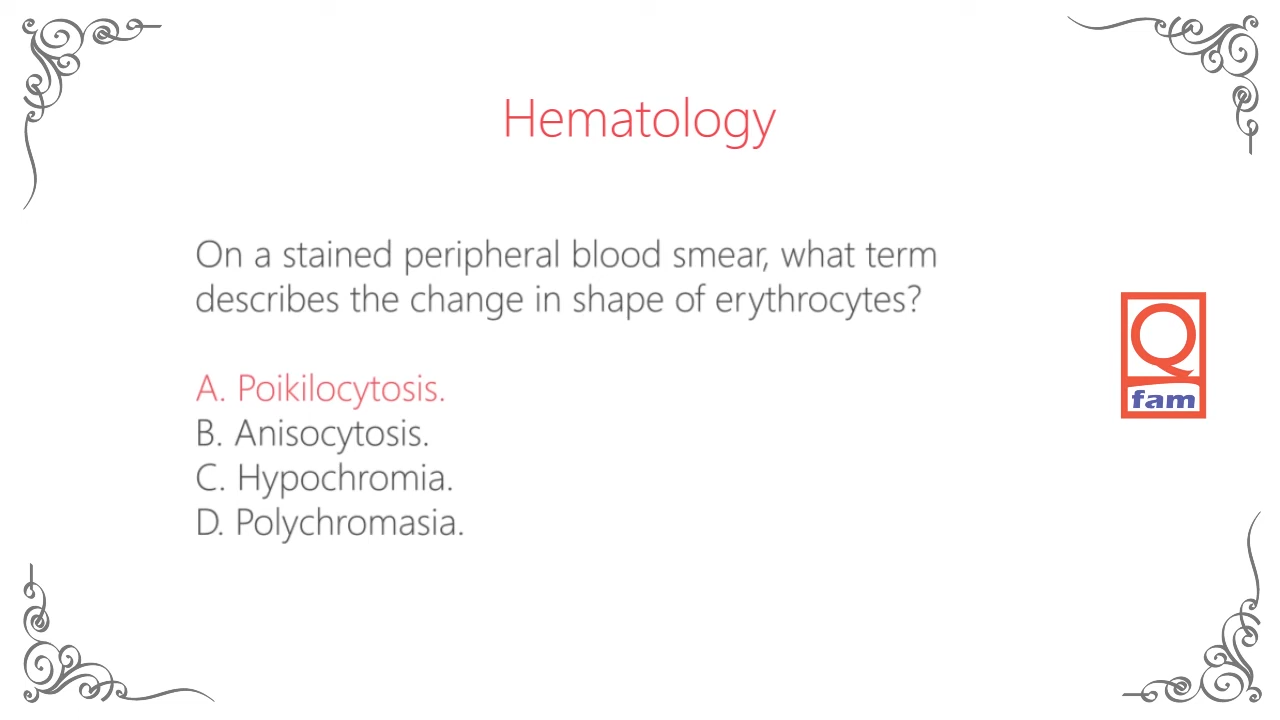 Hematology
On a stained peripheral blood smear, what term
describes the change in shape of erythrocytes?
A. Poikilocytosis.
B. Anisocytosis.
C. Hypochromia.
D. Polychromasia.
Q
fam